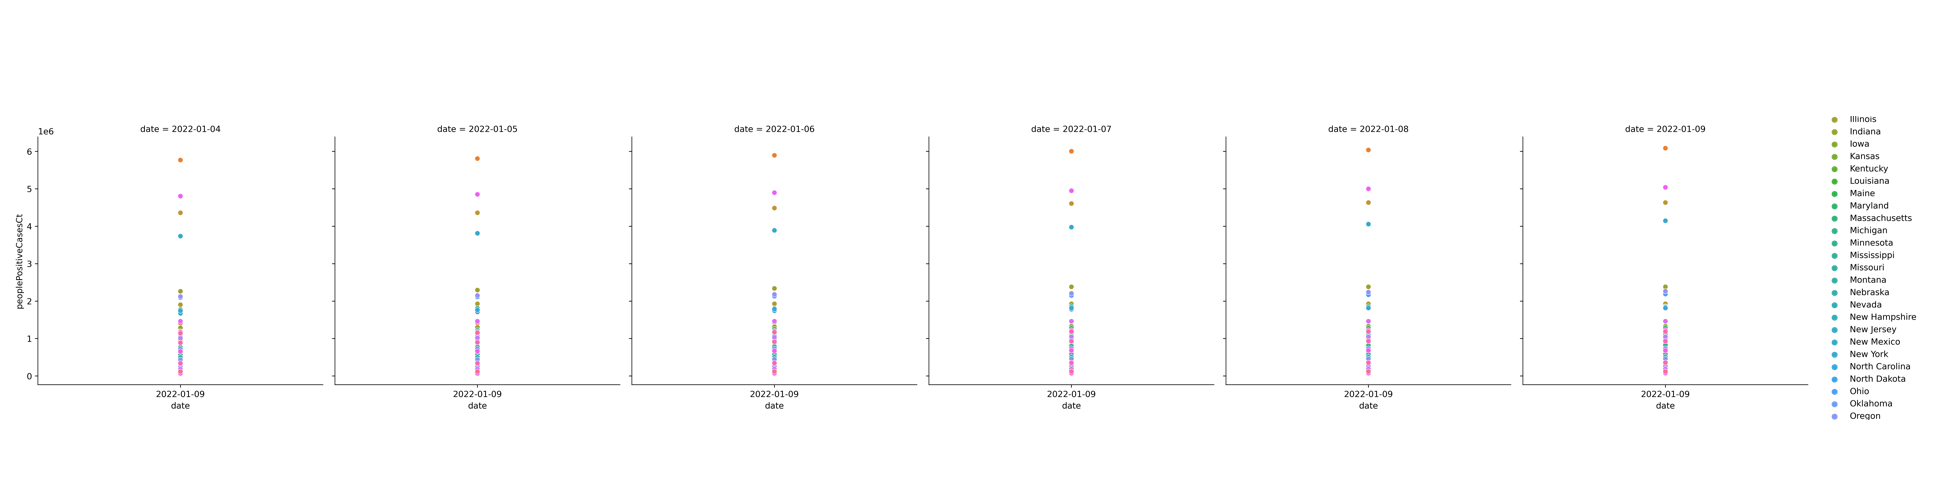 1e6
date = 2022-01-04
date = 2022-01-05
date = 2022-01-06
date = 2022-01-07
date = 2022-01-08
date = 2022-01-09
peoplePositiveCasesCt
6
5
4
3
2
1
0
2022-01-09
2022-01-09
2022-01-09
2022-01-09
2022-01-09
2022-01-09
date
date
date
date
date
date
Illinois
Indiana
Iowa
Kansas
Kentucky
Louisiana
Maine
Maryland
Massachusetts
Michigan
Minnesota
Mississippi
Missouri
Montana
Nebraska
Nevada
New Hampshire
New Jersey
New Mexico
New York
North Carolina
North Dakota
Ohio
Oklahoma
Oregon